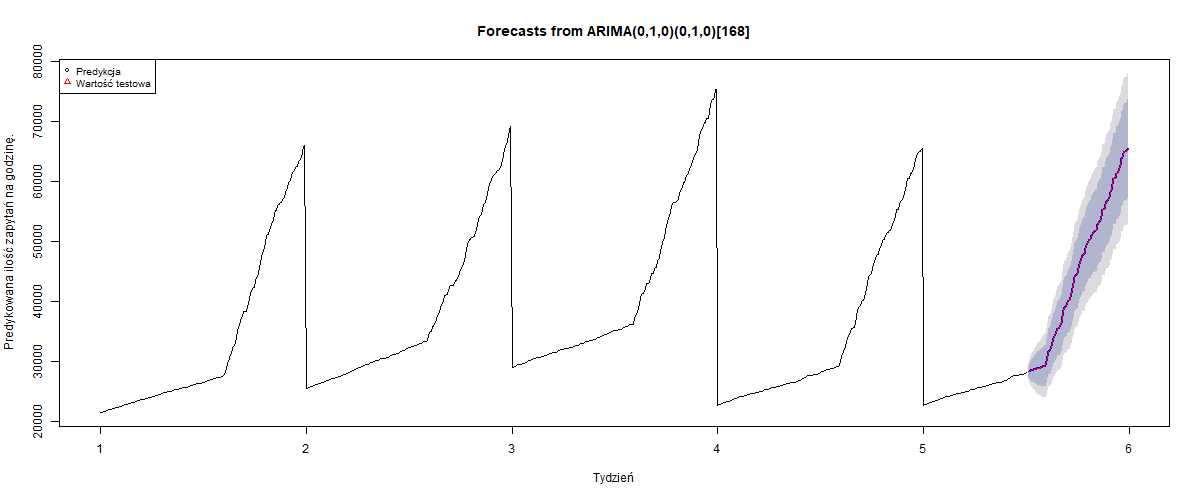 Forecasts from ARIMA(0,1,0)(0,1,0)[168]
Predykcja
Wartość testowa
Predykowana ilość zapytań na godzinę.
80000
70000
60000
50000
40000
30000
20000
1 2 3 4 5 6
Tydzień